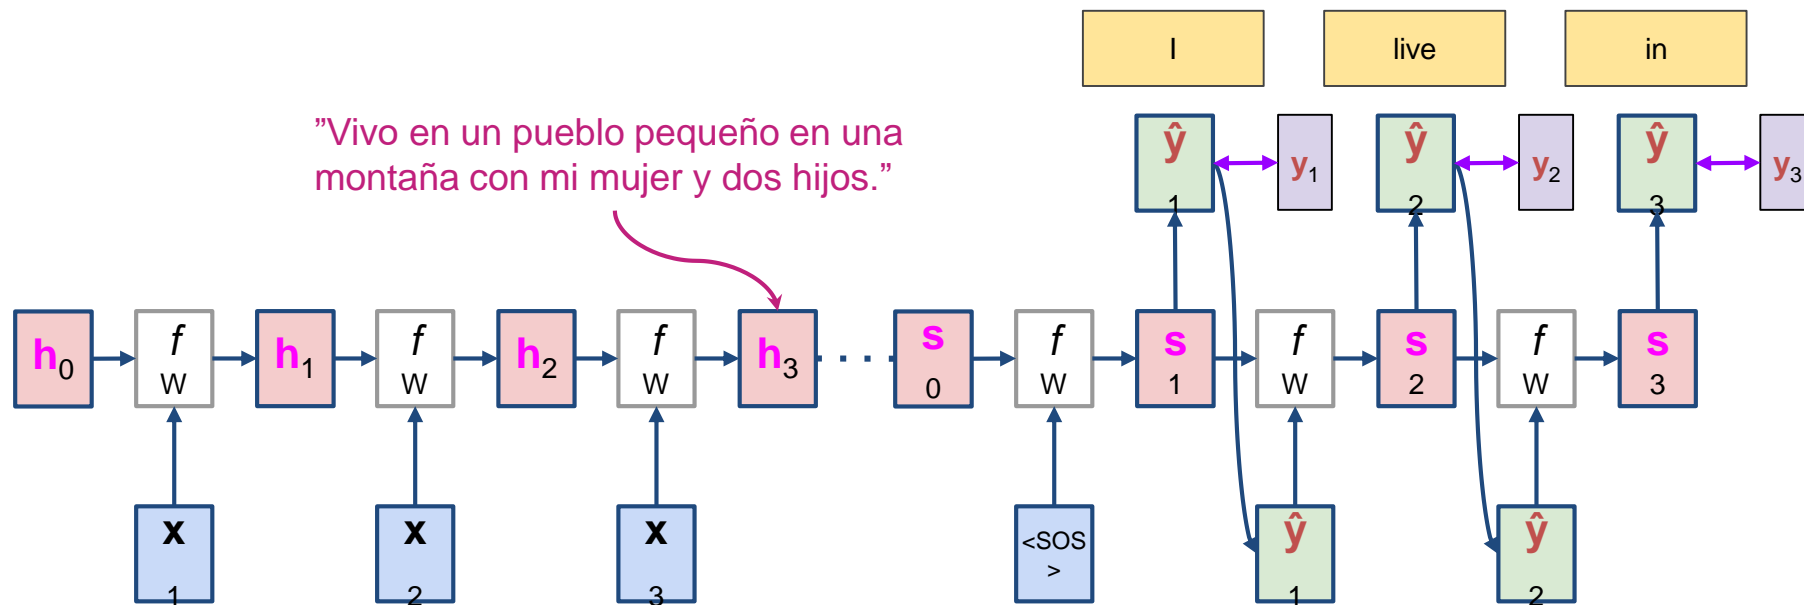 I
live
in
”Vivo en un pueblo pequeño en una
montaña con mi mujer y dos hijos.”
ŷ
1
y₁
ŷ
2
y₂
ŷ
3
y₃
h₀
f
W
h₁
f
W
h₂
f
W
h₃
. . .
s
0
f
W
s
1
f
W
s
2
f
W
s
3
x
1
x
2
x
3
<SOS
>
ŷ
1
ŷ
2